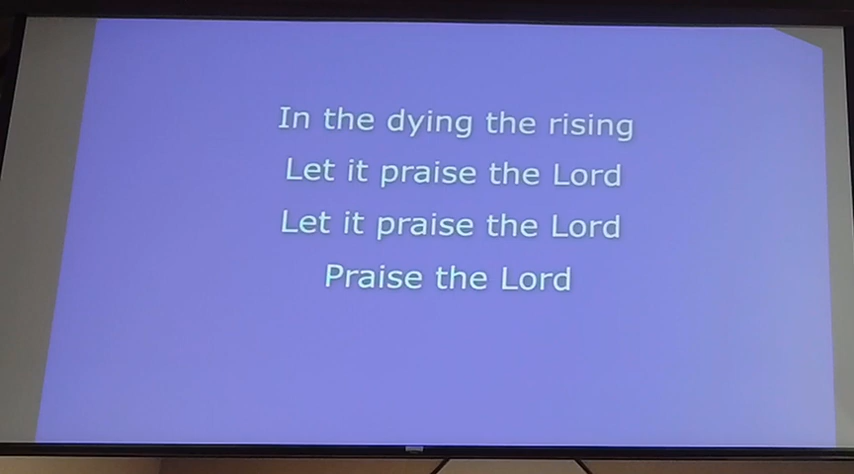 In the dying the rising
Let it praise the Lord
Let it praise the Lord
Praise the Lord